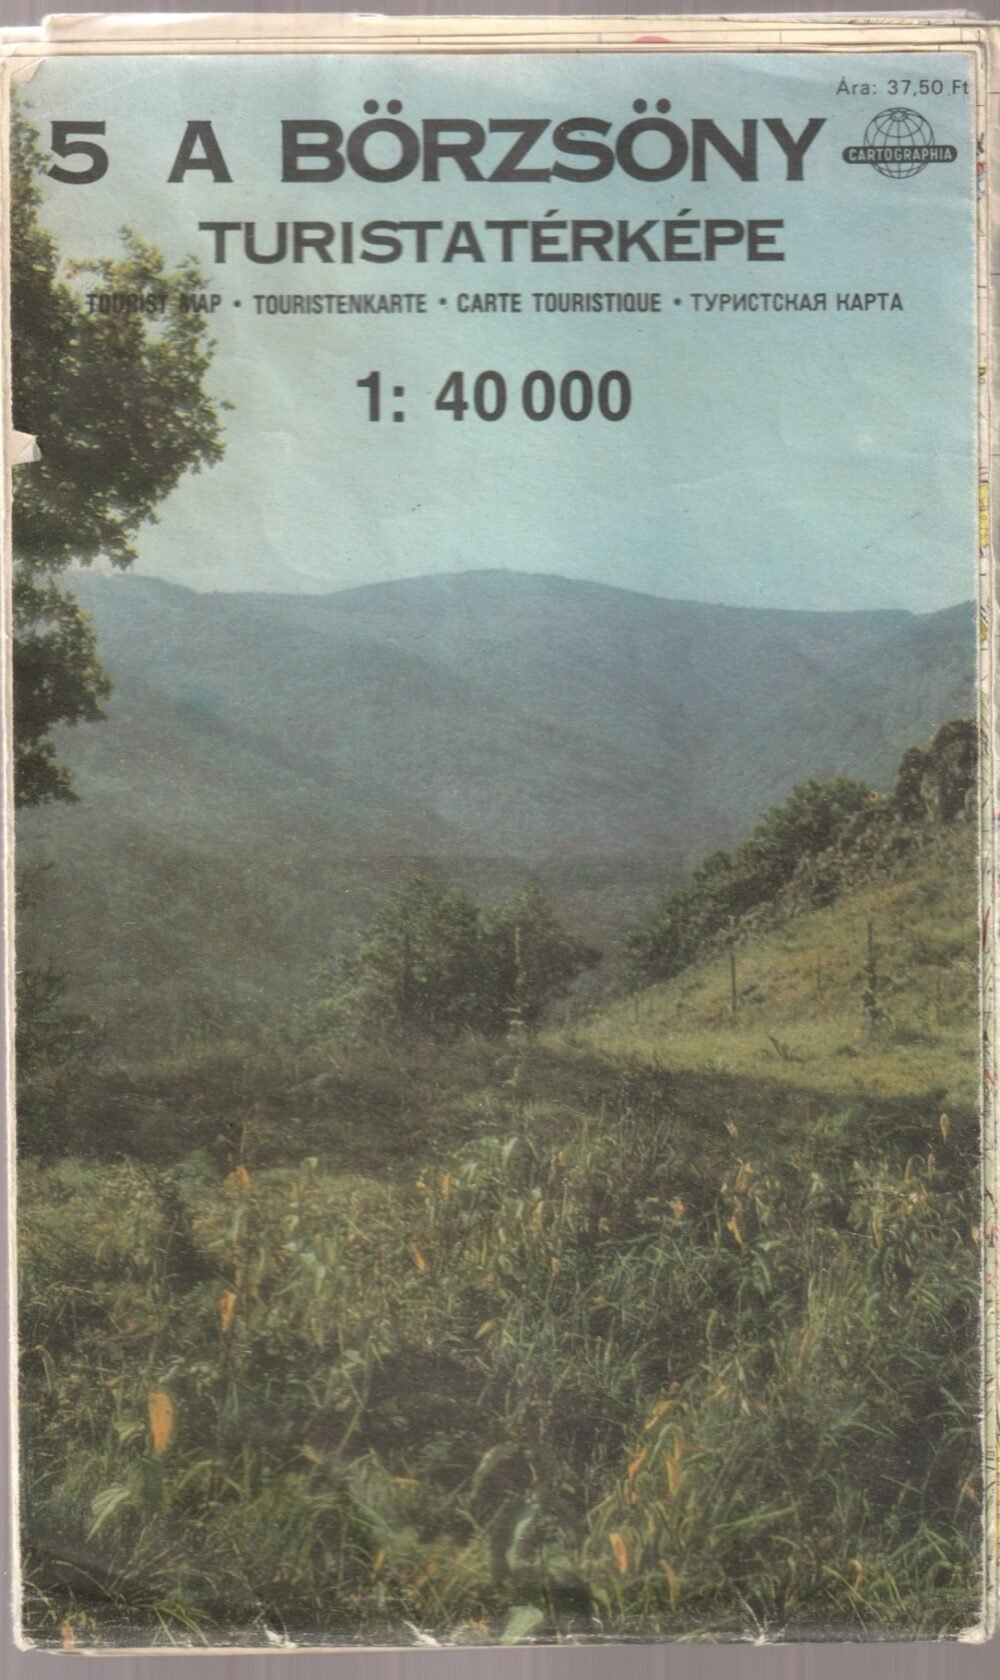 Ára: 37,50 Ft
5 A BÖRZSÖNY
CARTOGRAPHIA
TURISTATÉRKÉPE
TOURIST MAP • TOURISTENKARTE • CARTE TOURISTIQUE • ТУРИСТСКАЯ КАРТА
1: 40 000